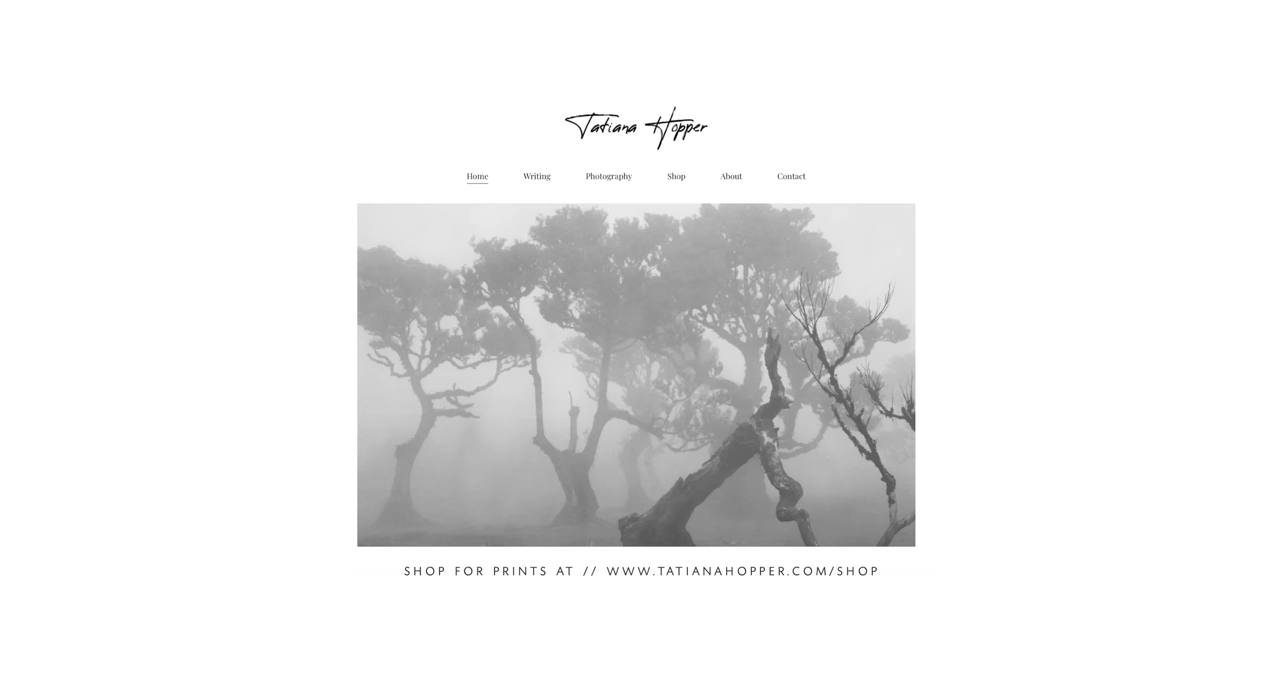 Tatiana Hopper
Home Writing Photography Shop About Contact
SHOP FOR PRINTS AT // WWW.TATIANAHOPPER.COM/SHOP